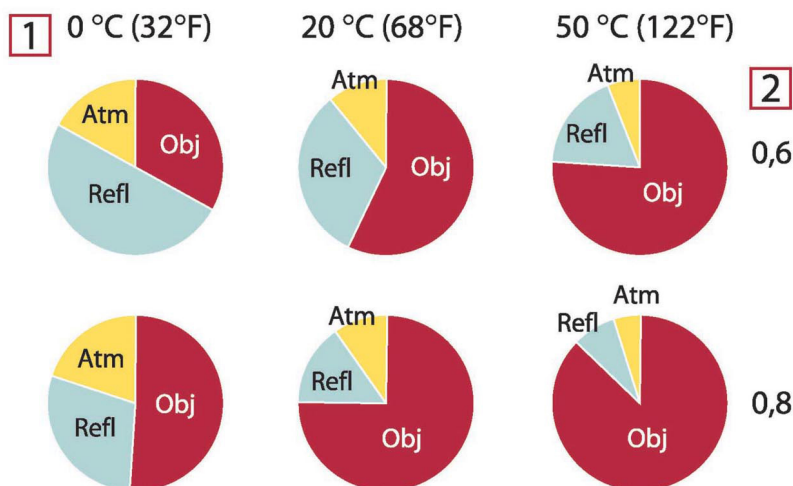 1 0 °C (32°F) 20 °C (68°F) 50 °C (122°F)
2
Atm Obj Refl
Atm Refl Obj
Atm Refl Obj
0,6
Atm Obj Refl
Atm Refl Obj
Atm Refl Obj
0,8